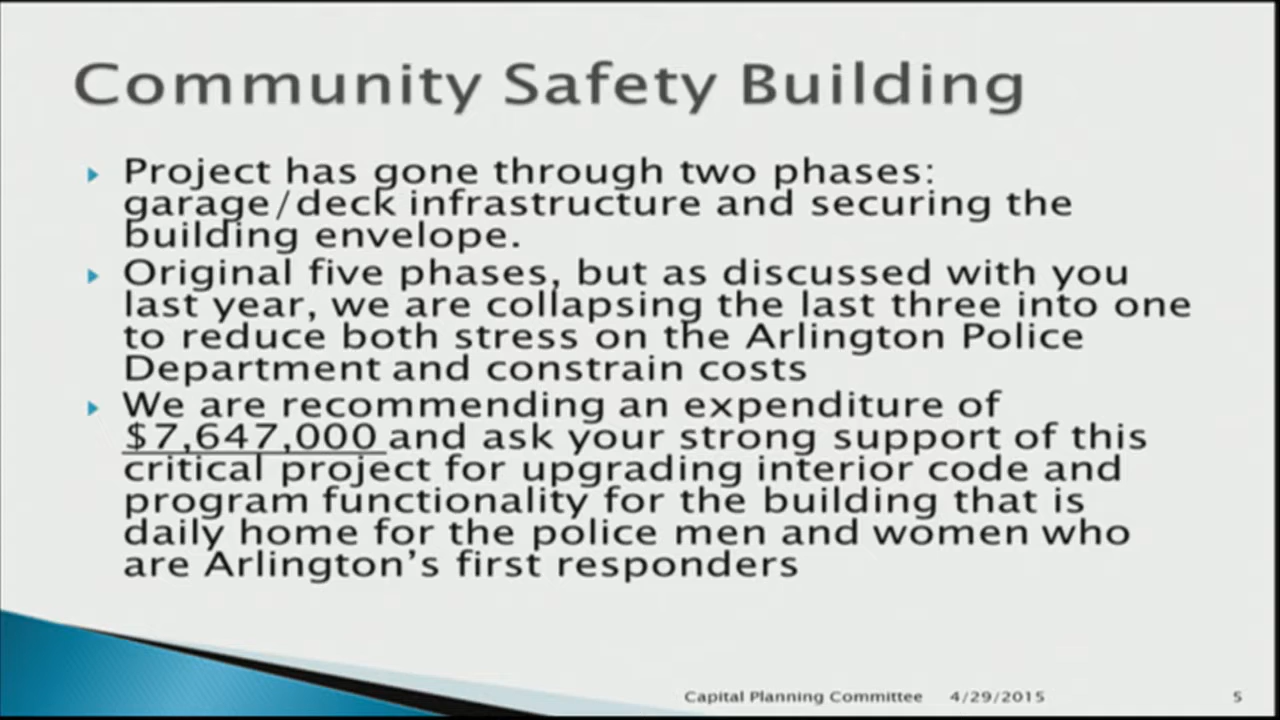 Community Safety Building
Project has gone through two phases:
garage/deck infrastructure and securing the
building envelope.
Original five phases, but as discussed with you
last year, we are collapsing the last three into one
to reduce both stress on the Arlington Police
Department and constrain costs
We are recommending an expenditure of
$7,647,000 and ask your strong support of this
critical project for upgrading interior code and
program functionality for the building that is
daily home for the police men and women who
are Arlington’s first responders
Capital Planning Committee 4/29/2015 5